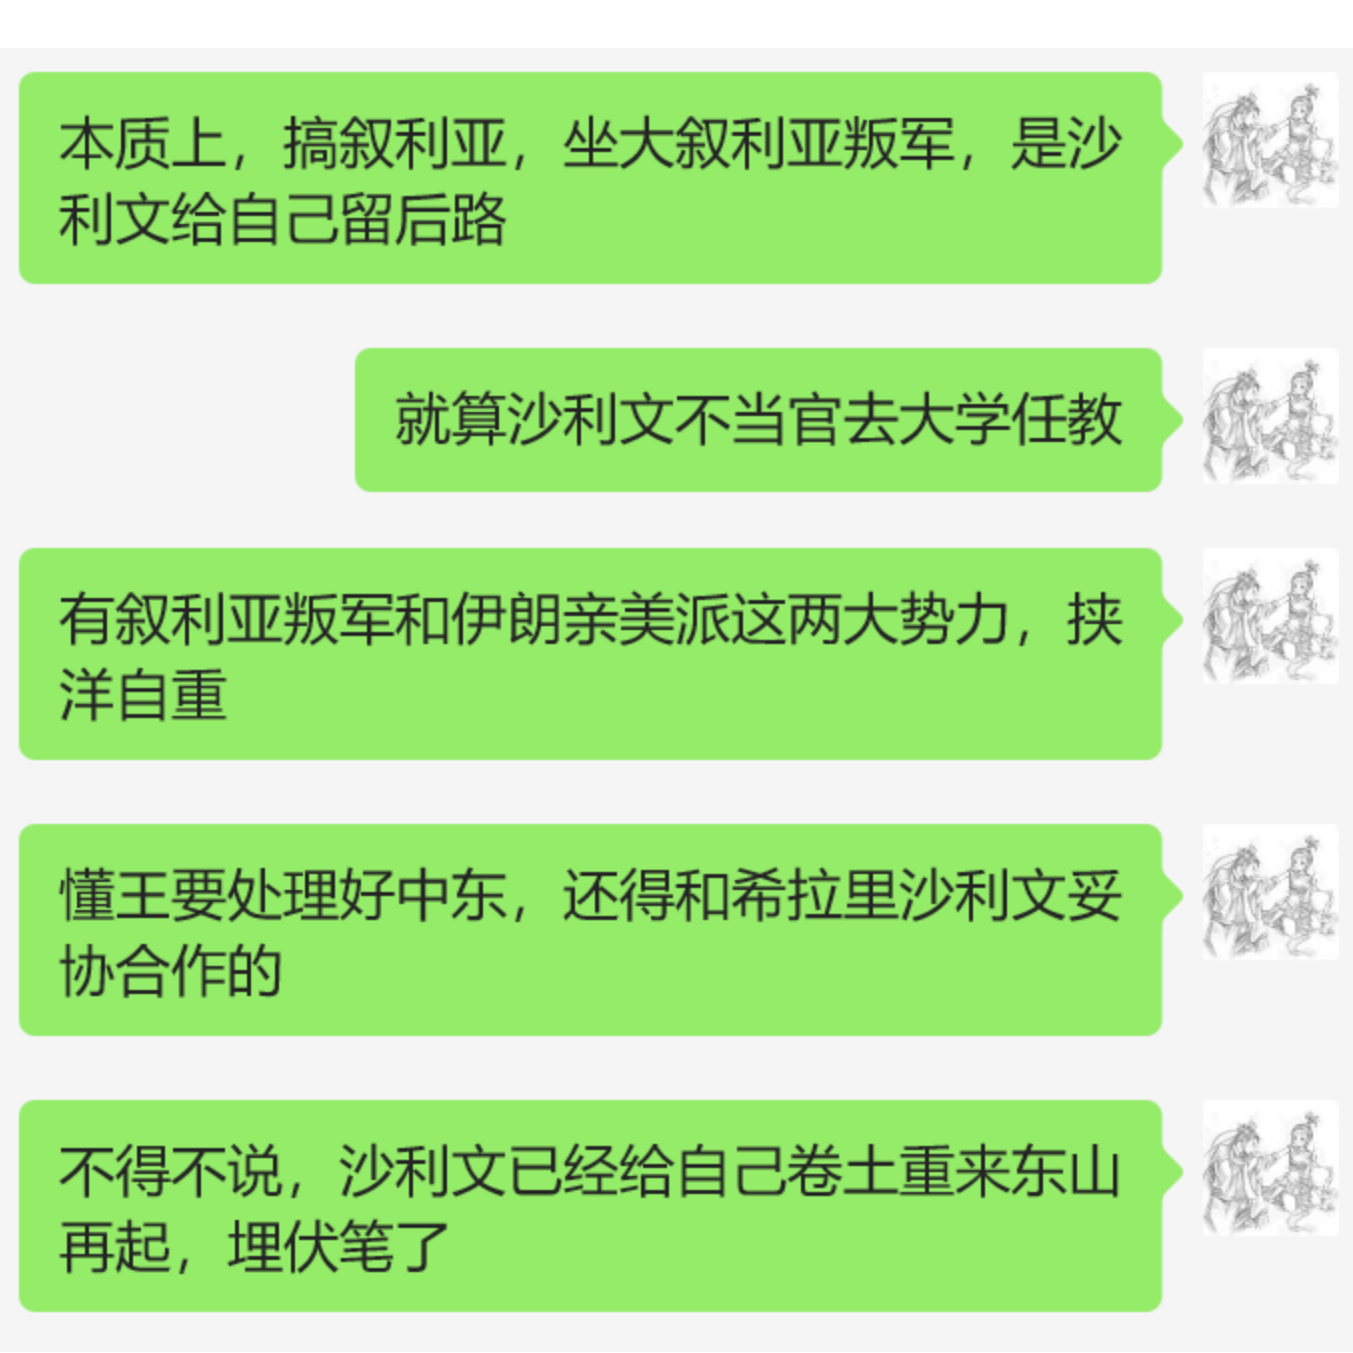 本质上，搞叙利亚，坐大叙利亚叛军，是沙
利文给自己留后路
就算沙利文不当官去大学任教
有叙利亚叛军和伊朗亲美派这两大势力，挟
洋自重
懂王要处理好中东，还得和希拉里沙利文妥
协合作的
不得不说，沙利文已经给自己卷土重来东山
再起，埋伏笔了